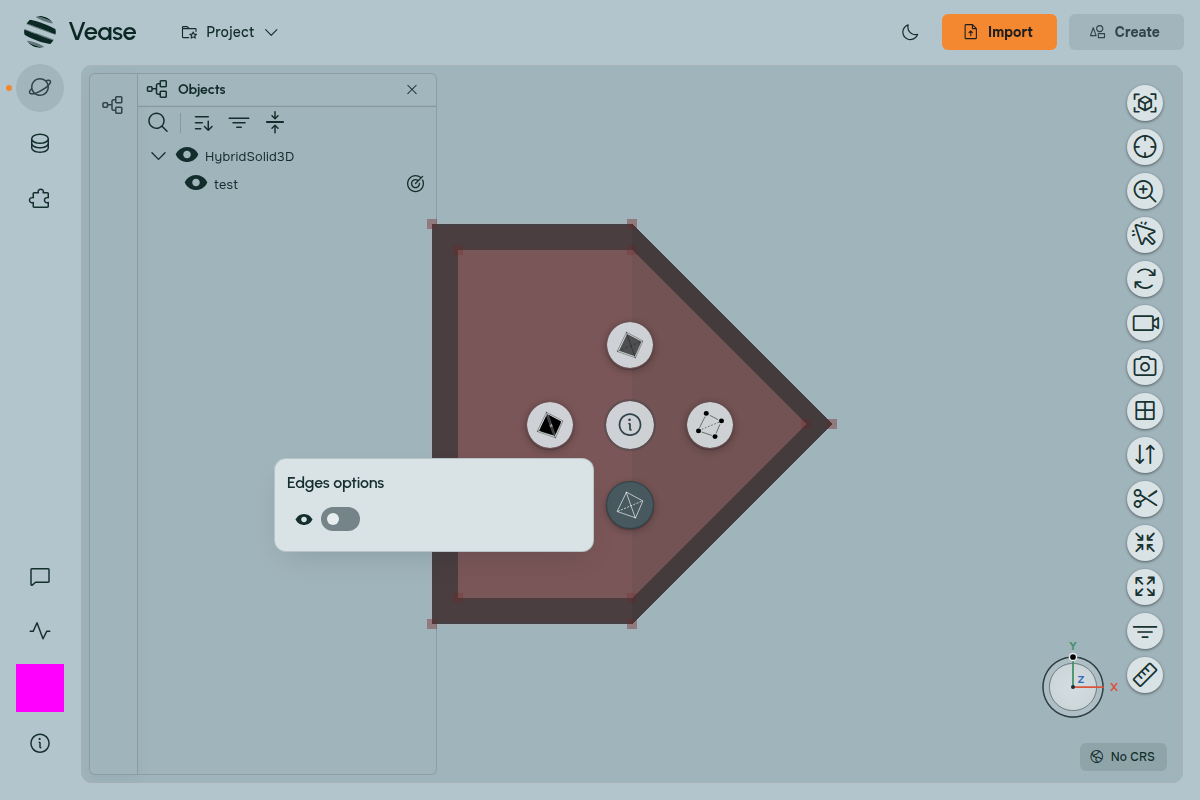 Vease
Project
Import
Create
Objects
HybridSolid3D
test
Edges options
Y
Z
X
No CRS